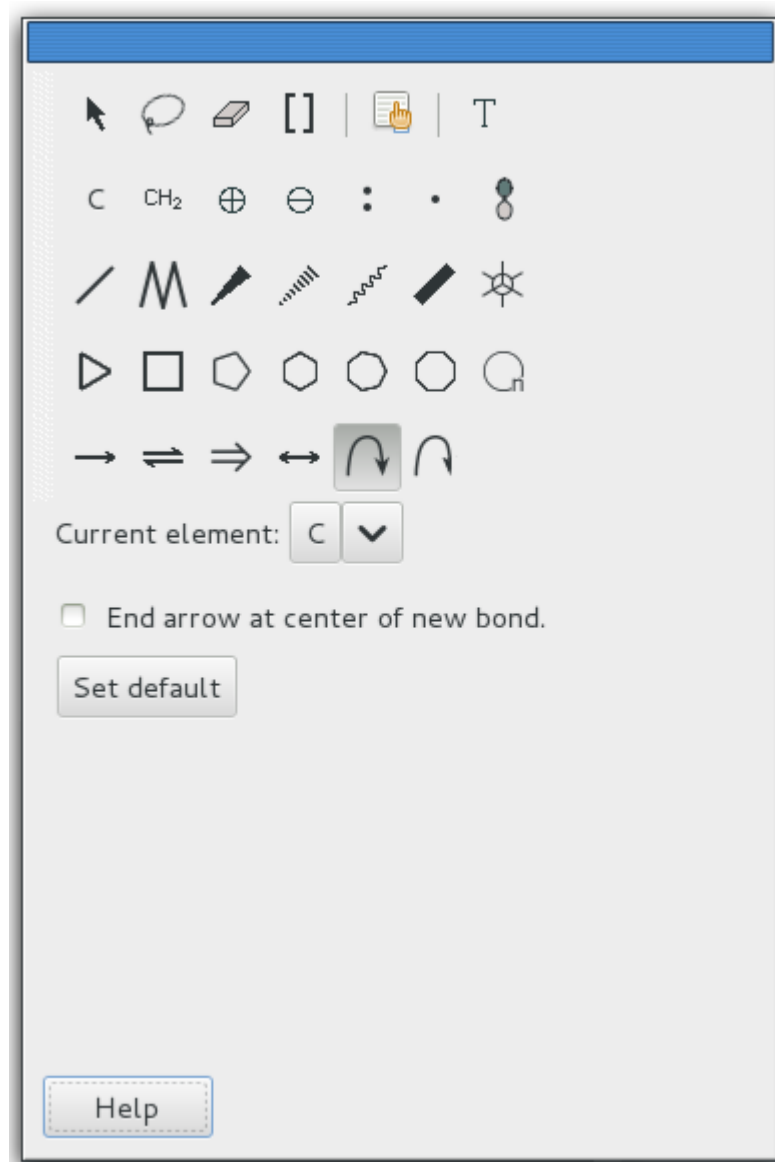 [ ] T
C CH₂ ⊕ ⊖ : ·
n
Current element: C
End arrow at center of new bond.
Set default
Help